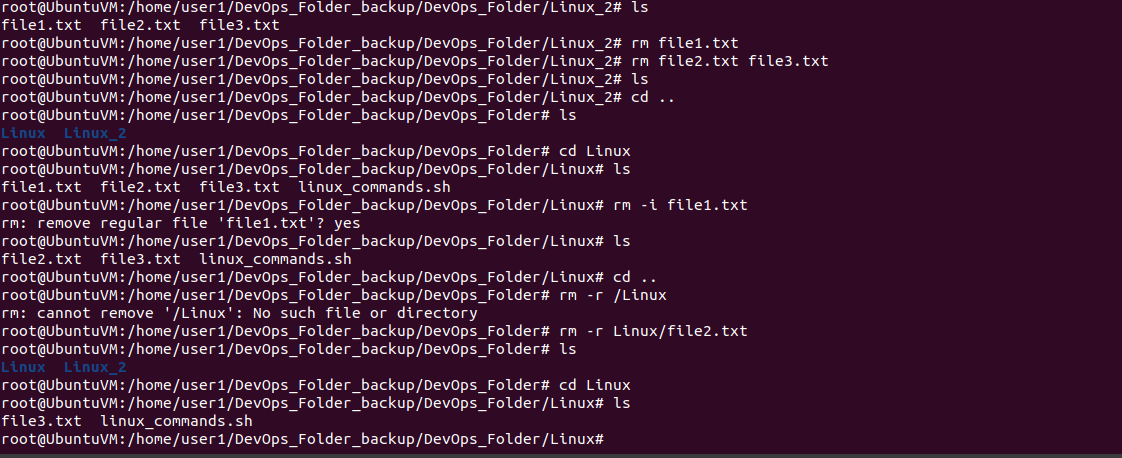 root@UbuntuVM:/home/user1/DevOps_Folder_backup/DevOps_Folder/Linux_2# ls
file1.txt  file2.txt  file3.txt
root@UbuntuVM:/home/user1/DevOps_Folder_backup/DevOps_Folder/Linux_2# rm file1.txt
root@UbuntuVM:/home/user1/DevOps_Folder_backup/DevOps_Folder/Linux_2# rm file2.txt file3.txt
root@UbuntuVM:/home/user1/DevOps_Folder_backup/DevOps_Folder/Linux_2# ls
root@UbuntuVM:/home/user1/DevOps_Folder_backup/DevOps_Folder/Linux_2# cd ..
root@UbuntuVM:/home/user1/DevOps_Folder_backup/DevOps_Folder# ls
Linux  Linux_2
root@UbuntuVM:/home/user1/DevOps_Folder_backup/DevOps_Folder# cd Linux
root@UbuntuVM:/home/user1/DevOps_Folder_backup/DevOps_Folder/Linux# ls
file1.txt  file2.txt  file3.txt  linux_commands.sh
root@UbuntuVM:/home/user1/DevOps_Folder_backup/DevOps_Folder/Linux# rm -i file1.txt
rm: remove regular file 'file1.txt'? yes
root@UbuntuVM:/home/user1/DevOps_Folder_backup/DevOps_Folder/Linux# ls
file2.txt  file3.txt  linux_commands.sh
root@UbuntuVM:/home/user1/DevOps_Folder_backup/DevOps_Folder/Linux# cd ..
root@UbuntuVM:/home/user1/DevOps_Folder_backup/DevOps_Folder# rm -r /Linux
rm: cannot remove '/Linux': No such file or directory
root@UbuntuVM:/home/user1/DevOps_Folder_backup/DevOps_Folder# rm -r Linux/file2.txt
root@UbuntuVM:/home/user1/DevOps_Folder_backup/DevOps_Folder# ls
Linux  Linux_2
root@UbuntuVM:/home/user1/DevOps_Folder_backup/DevOps_Folder# cd Linux
root@UbuntuVM:/home/user1/DevOps_Folder_backup/DevOps_Folder/Linux# ls
file3.txt  linux_commands.sh
root@UbuntuVM:/home/user1/DevOps_Folder_backup/DevOps_Folder/Linux#